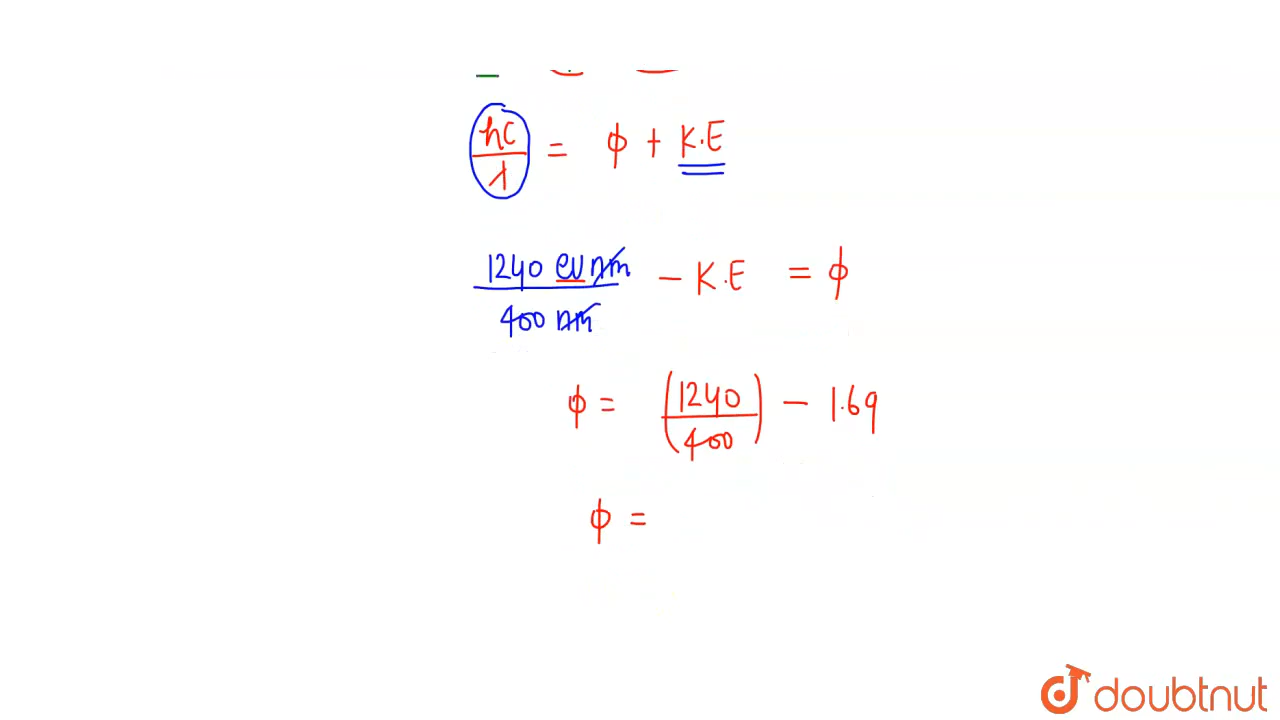 hc/λ = ϕ + K.E
1240 eV nm/400 nm − K.E = ϕ
ϕ = (1240/400) − 1.69
ϕ =
doubtnut